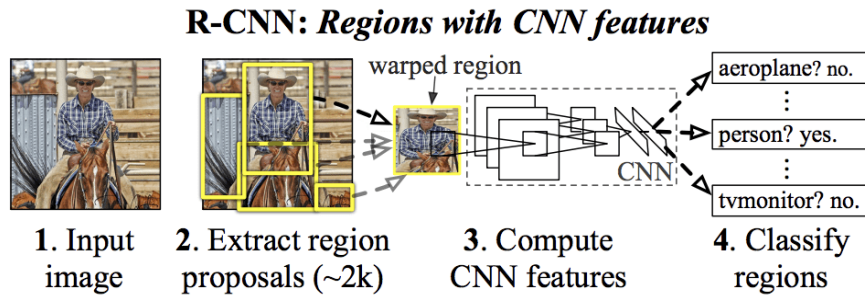 R-CNN: Regions with CNN features
warped region
aeroplane? no.
⋮
person? yes.
⋮
tvmonitor? no.
CNN
1. Input
image
2. Extract region
proposals (~2k)
3. Compute
CNN features
4. Classify
regions